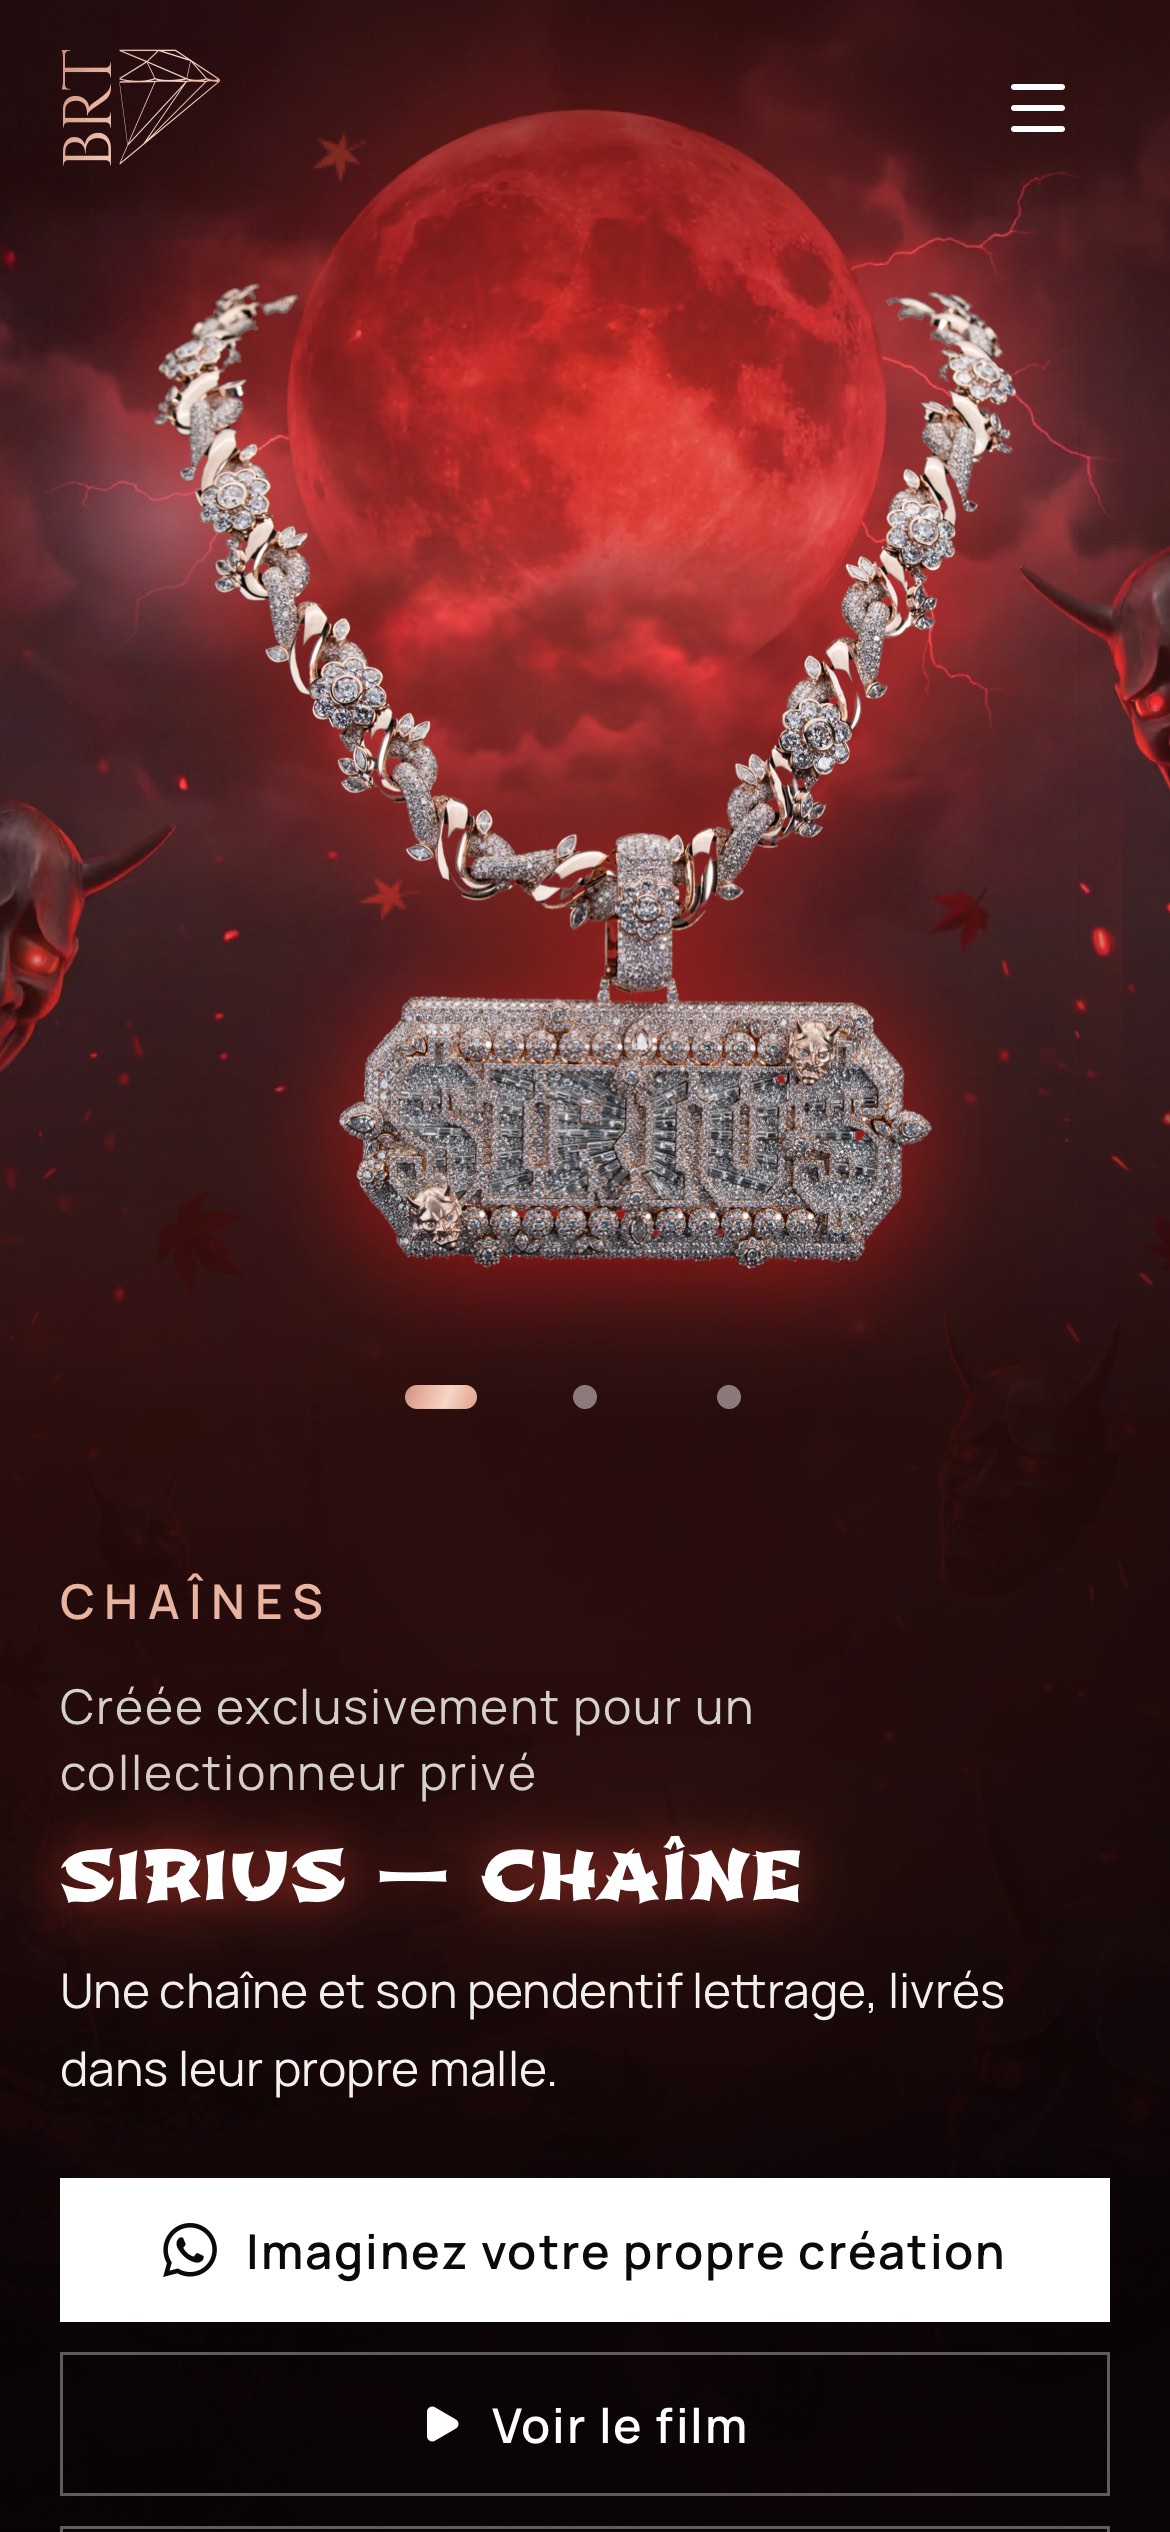 BRT
SIRIUS
CHAÎNES
Créée exclusivement pour un
collectionneur privé
SIRIUS — CHAÎNE
Une chaîne et son pendentif lettrage, livrés
dans leur propre malle.
Imaginez votre propre création
Voir le film